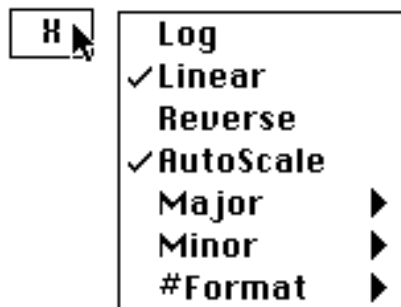 X
Log
✓Linear
Reverse
✓AutoScale
Major
Minor
#Format